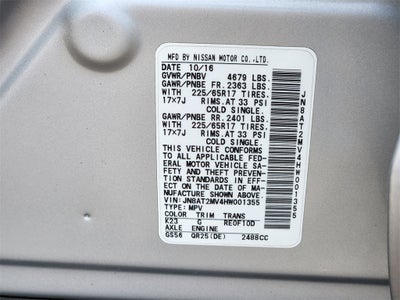 MFD BY NISSAN MOTOR CO.,LTD.
DATE 10/16
GVWR/PNBV 4679 LBS.
GAWR/PNBE FR. 2363 LBS.
WITH 225/65R17 TIRES,
17×7J RIMS,AT 33 PSI
COLD SINGLE.
GAWR/PNBE RR. 2401 LBS.
WITH 225/65R17 TIRES,
17×7J RIMS,AT 33 PSI
COLD SINGLE.
THIS VEHICLE CONFORMS
TO ALL APPLICABLE FED-
ERAL MOTOR VEHICLE SA-
FETY AND THEFT PREVEN-
TION STANDARDS IN EFF-
ECT ON THE DATE OF MA-
NUFACTURE SHOWN ABOVE.
VIN: JN8AT2MV4HW001355
TYPE: MPV
COLOR TRIM TRANS
K23 G RE0F10D
AXLE ENGINE
GS56 QR25(DE) 2488CC
JN8AT2MV4HW001355